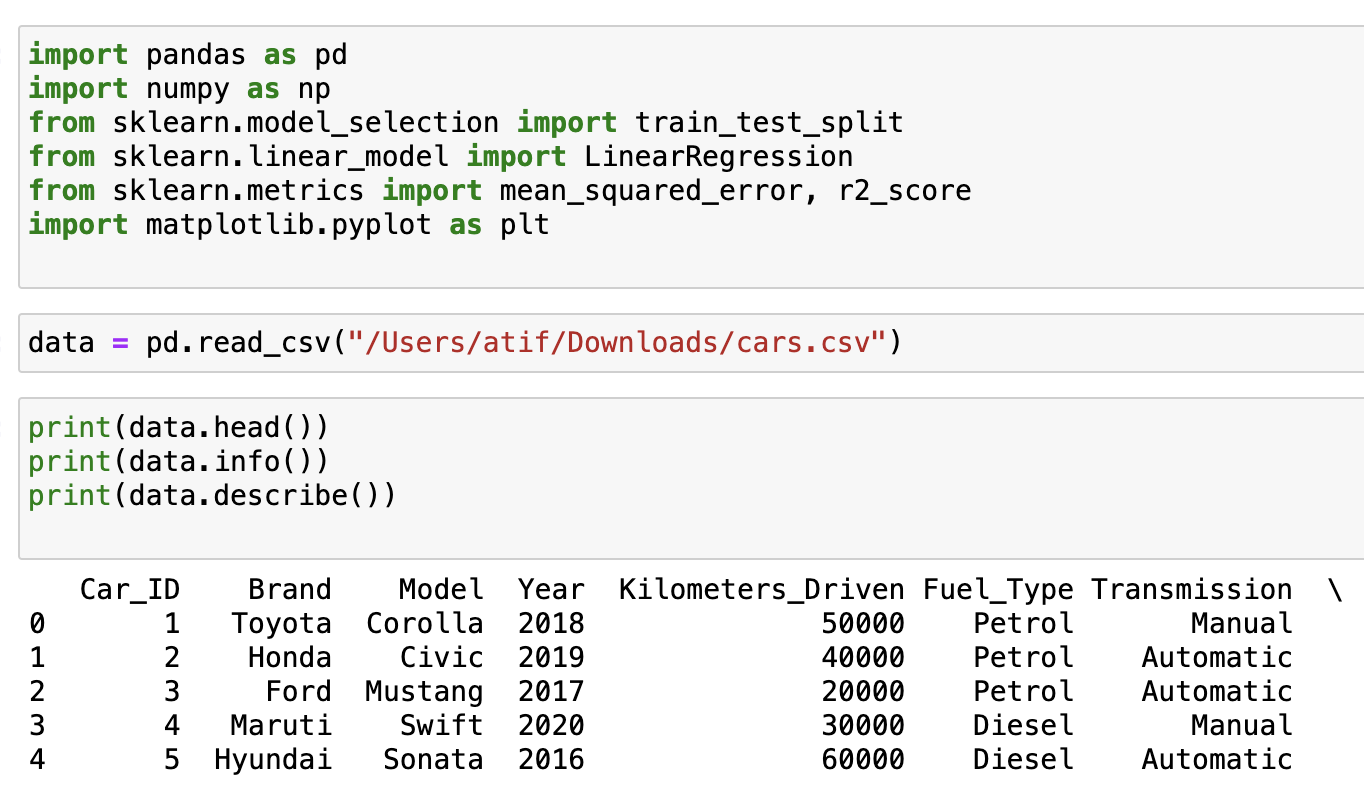 import pandas as pd
import numpy as np
from sklearn.model_selection import train_test_split
from sklearn.linear_model import LinearRegression
from sklearn.metrics import mean_squared_error, r2_score
import matplotlib.pyplot as plt
data = pd.read_csv("/Users/atif/Downloads/cars.csv")
print(data.head())
print(data.info())
print(data.describe())
   Car_ID    Brand    Model  Year  Kilometers_Driven Fuel_Type Transmission  \
0       1   Toyota  Corolla  2018              50000    Petrol       Manual
1       2    Honda    Civic  2019              40000    Petrol    Automatic
2       3     Ford  Mustang  2017              20000    Petrol    Automatic
3       4   Maruti    Swift  2020              30000    Diesel       Manual
4       5  Hyundai   Sonata  2016              60000    Diesel    Automatic